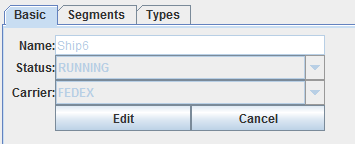 Basic Segments Types
Name: Ship6
Status: RUNNING
Carrier: FEDEX
Edit Cancel